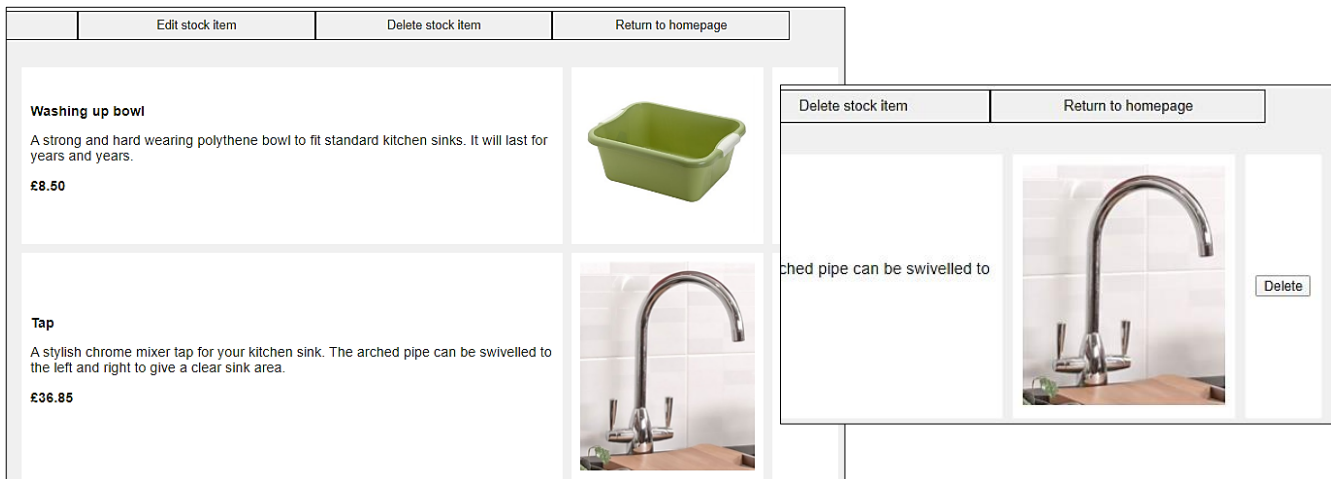 Edit stock item
Delete stock item
Return to homepage
Washing up bowl
A strong and hard wearing polythene bowl to fit standard kitchen sinks. It will last for
years and years.
£8.50
Tap
A stylish chrome mixer tap for your kitchen sink. The arched pipe can be swivelled to
the left and right to give a clear sink area.
£36.85
Delete stock item
Return to homepage
ched pipe can be swivelled to
Delete